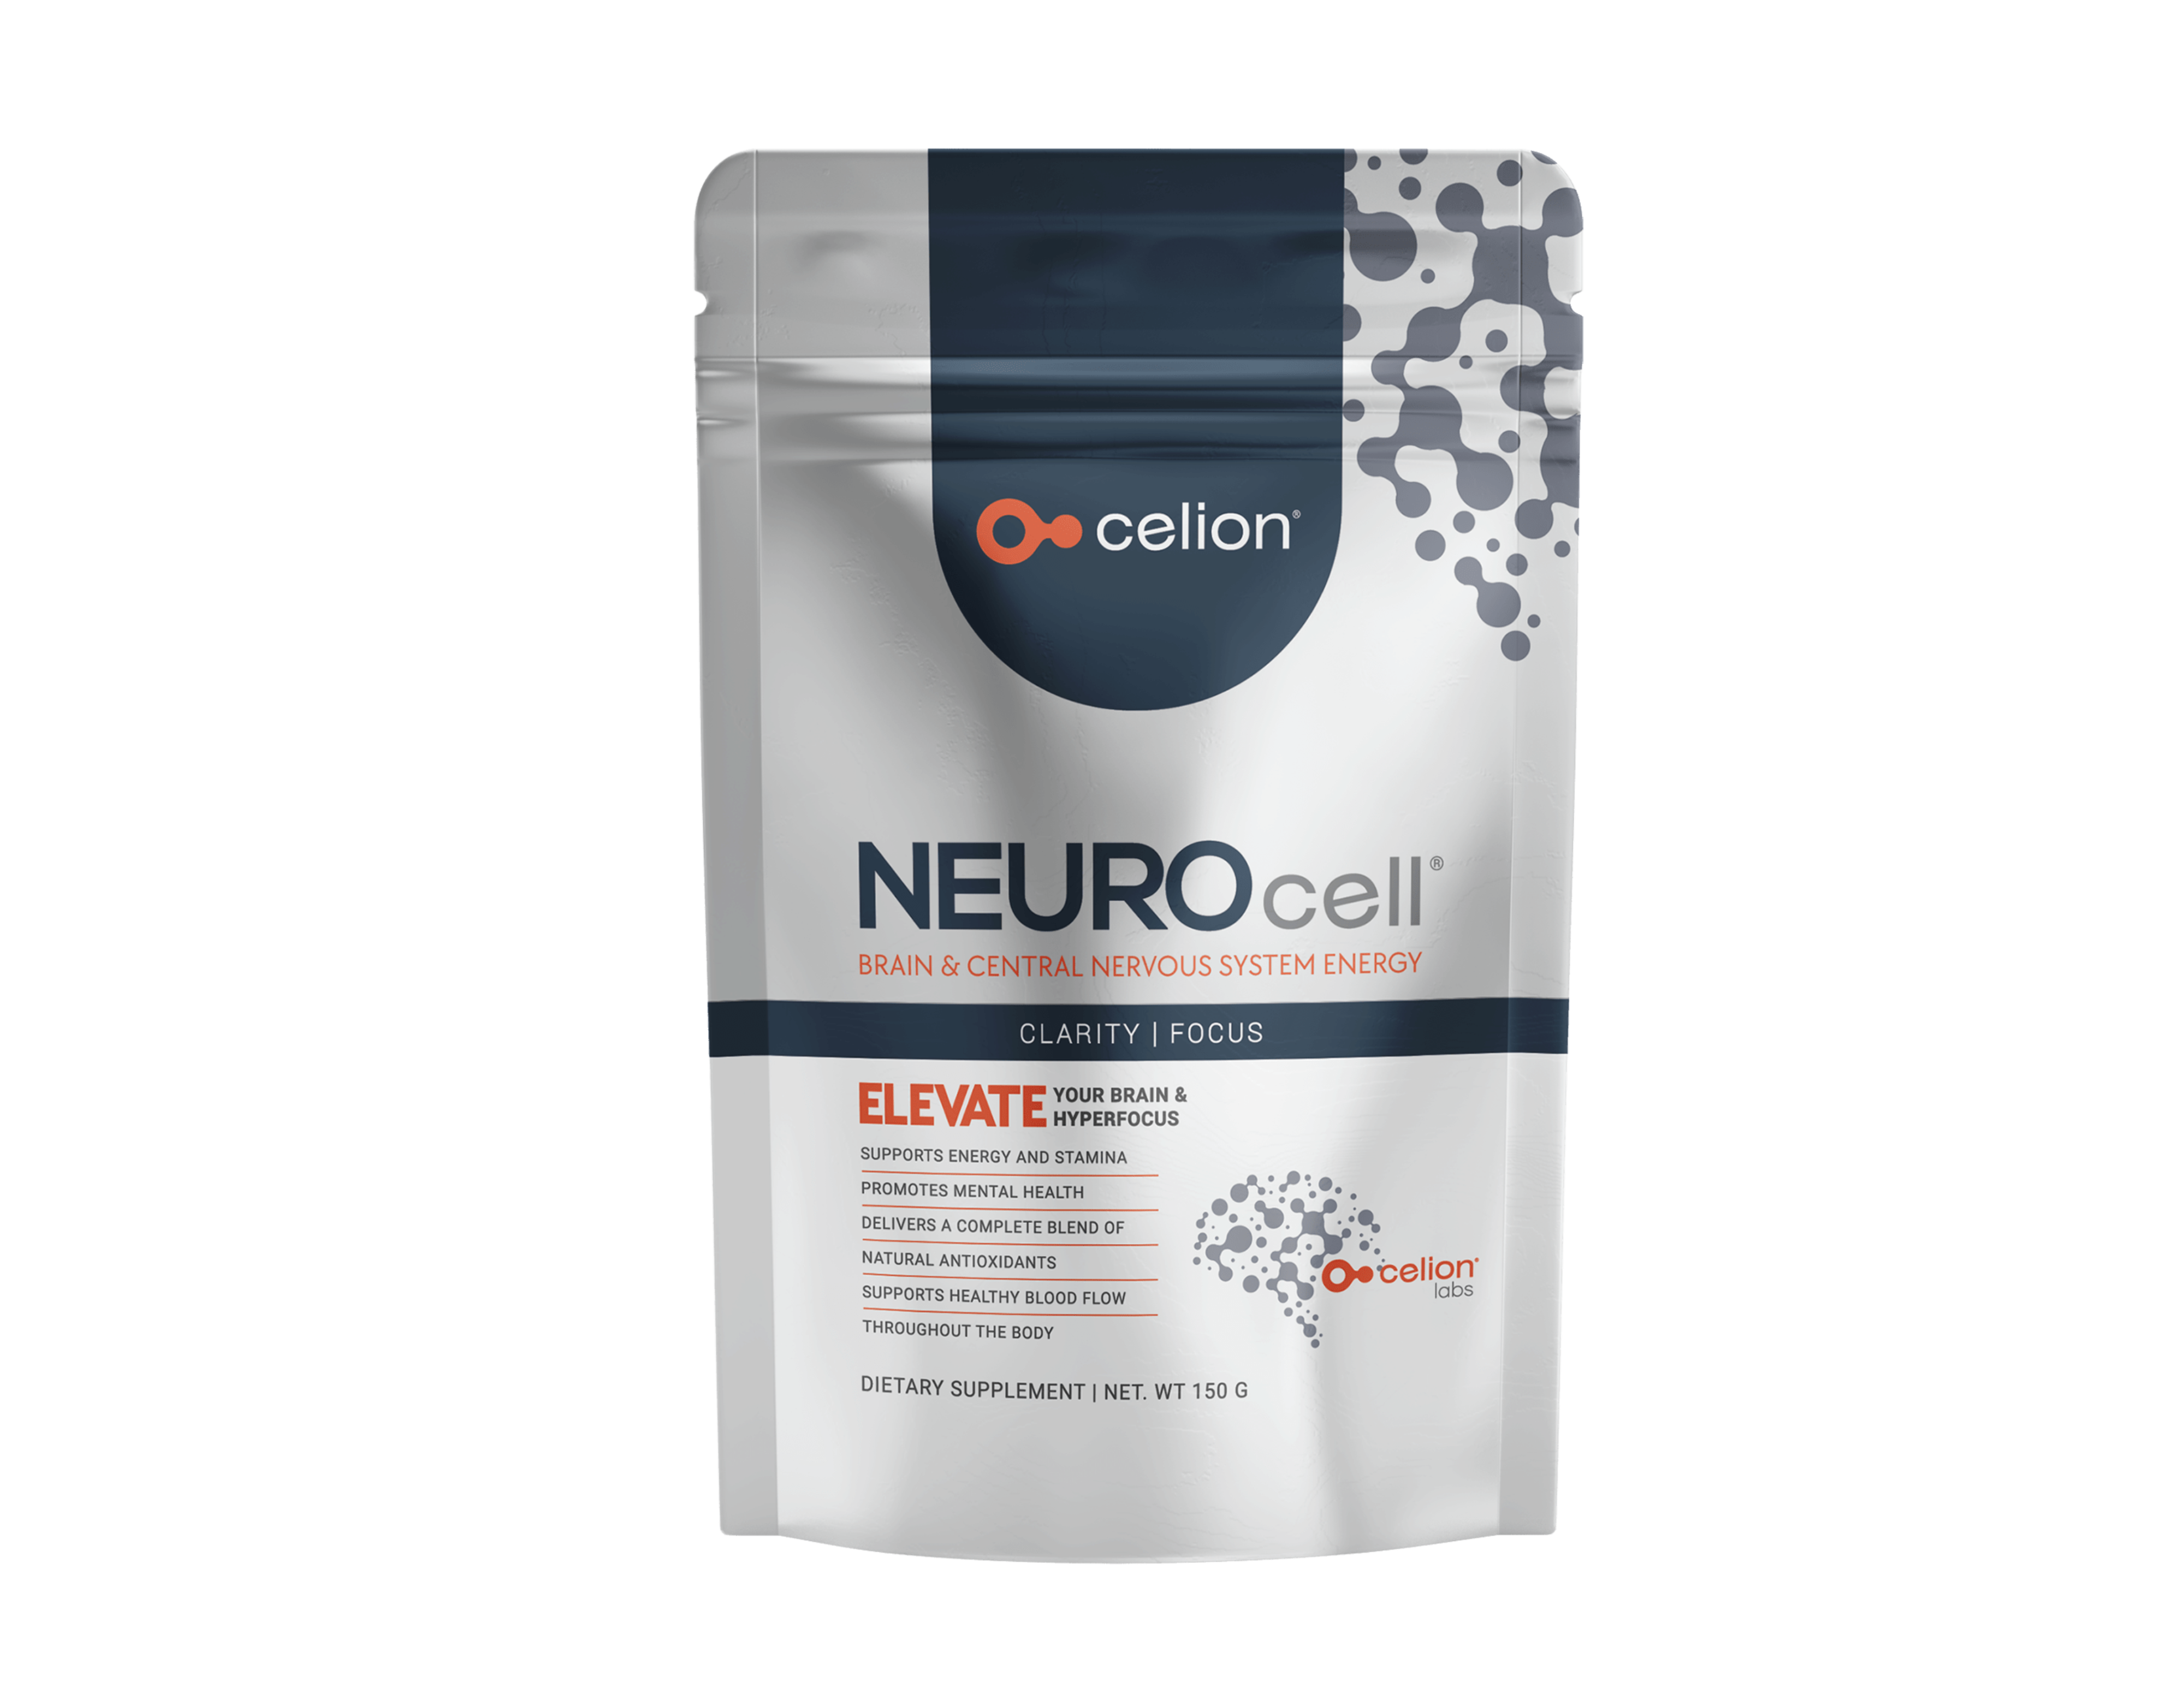 celion®
NEUROcell®
BRAIN & CENTRAL NERVOUS SYSTEM ENERGY
CLARITY | FOCUS
ELEVATE YOUR BRAIN &
HYPERFOCUS
SUPPORTS ENERGY AND STAMINA
PROMOTES MENTAL HEALTH
DELIVERS A COMPLETE BLEND OF
NATURAL ANTIOXIDANTS
SUPPORTS HEALTHY BLOOD FLOW
THROUGHOUT THE BODY
celion®
labs
DIETARY SUPPLEMENT | NET. WT 150 G